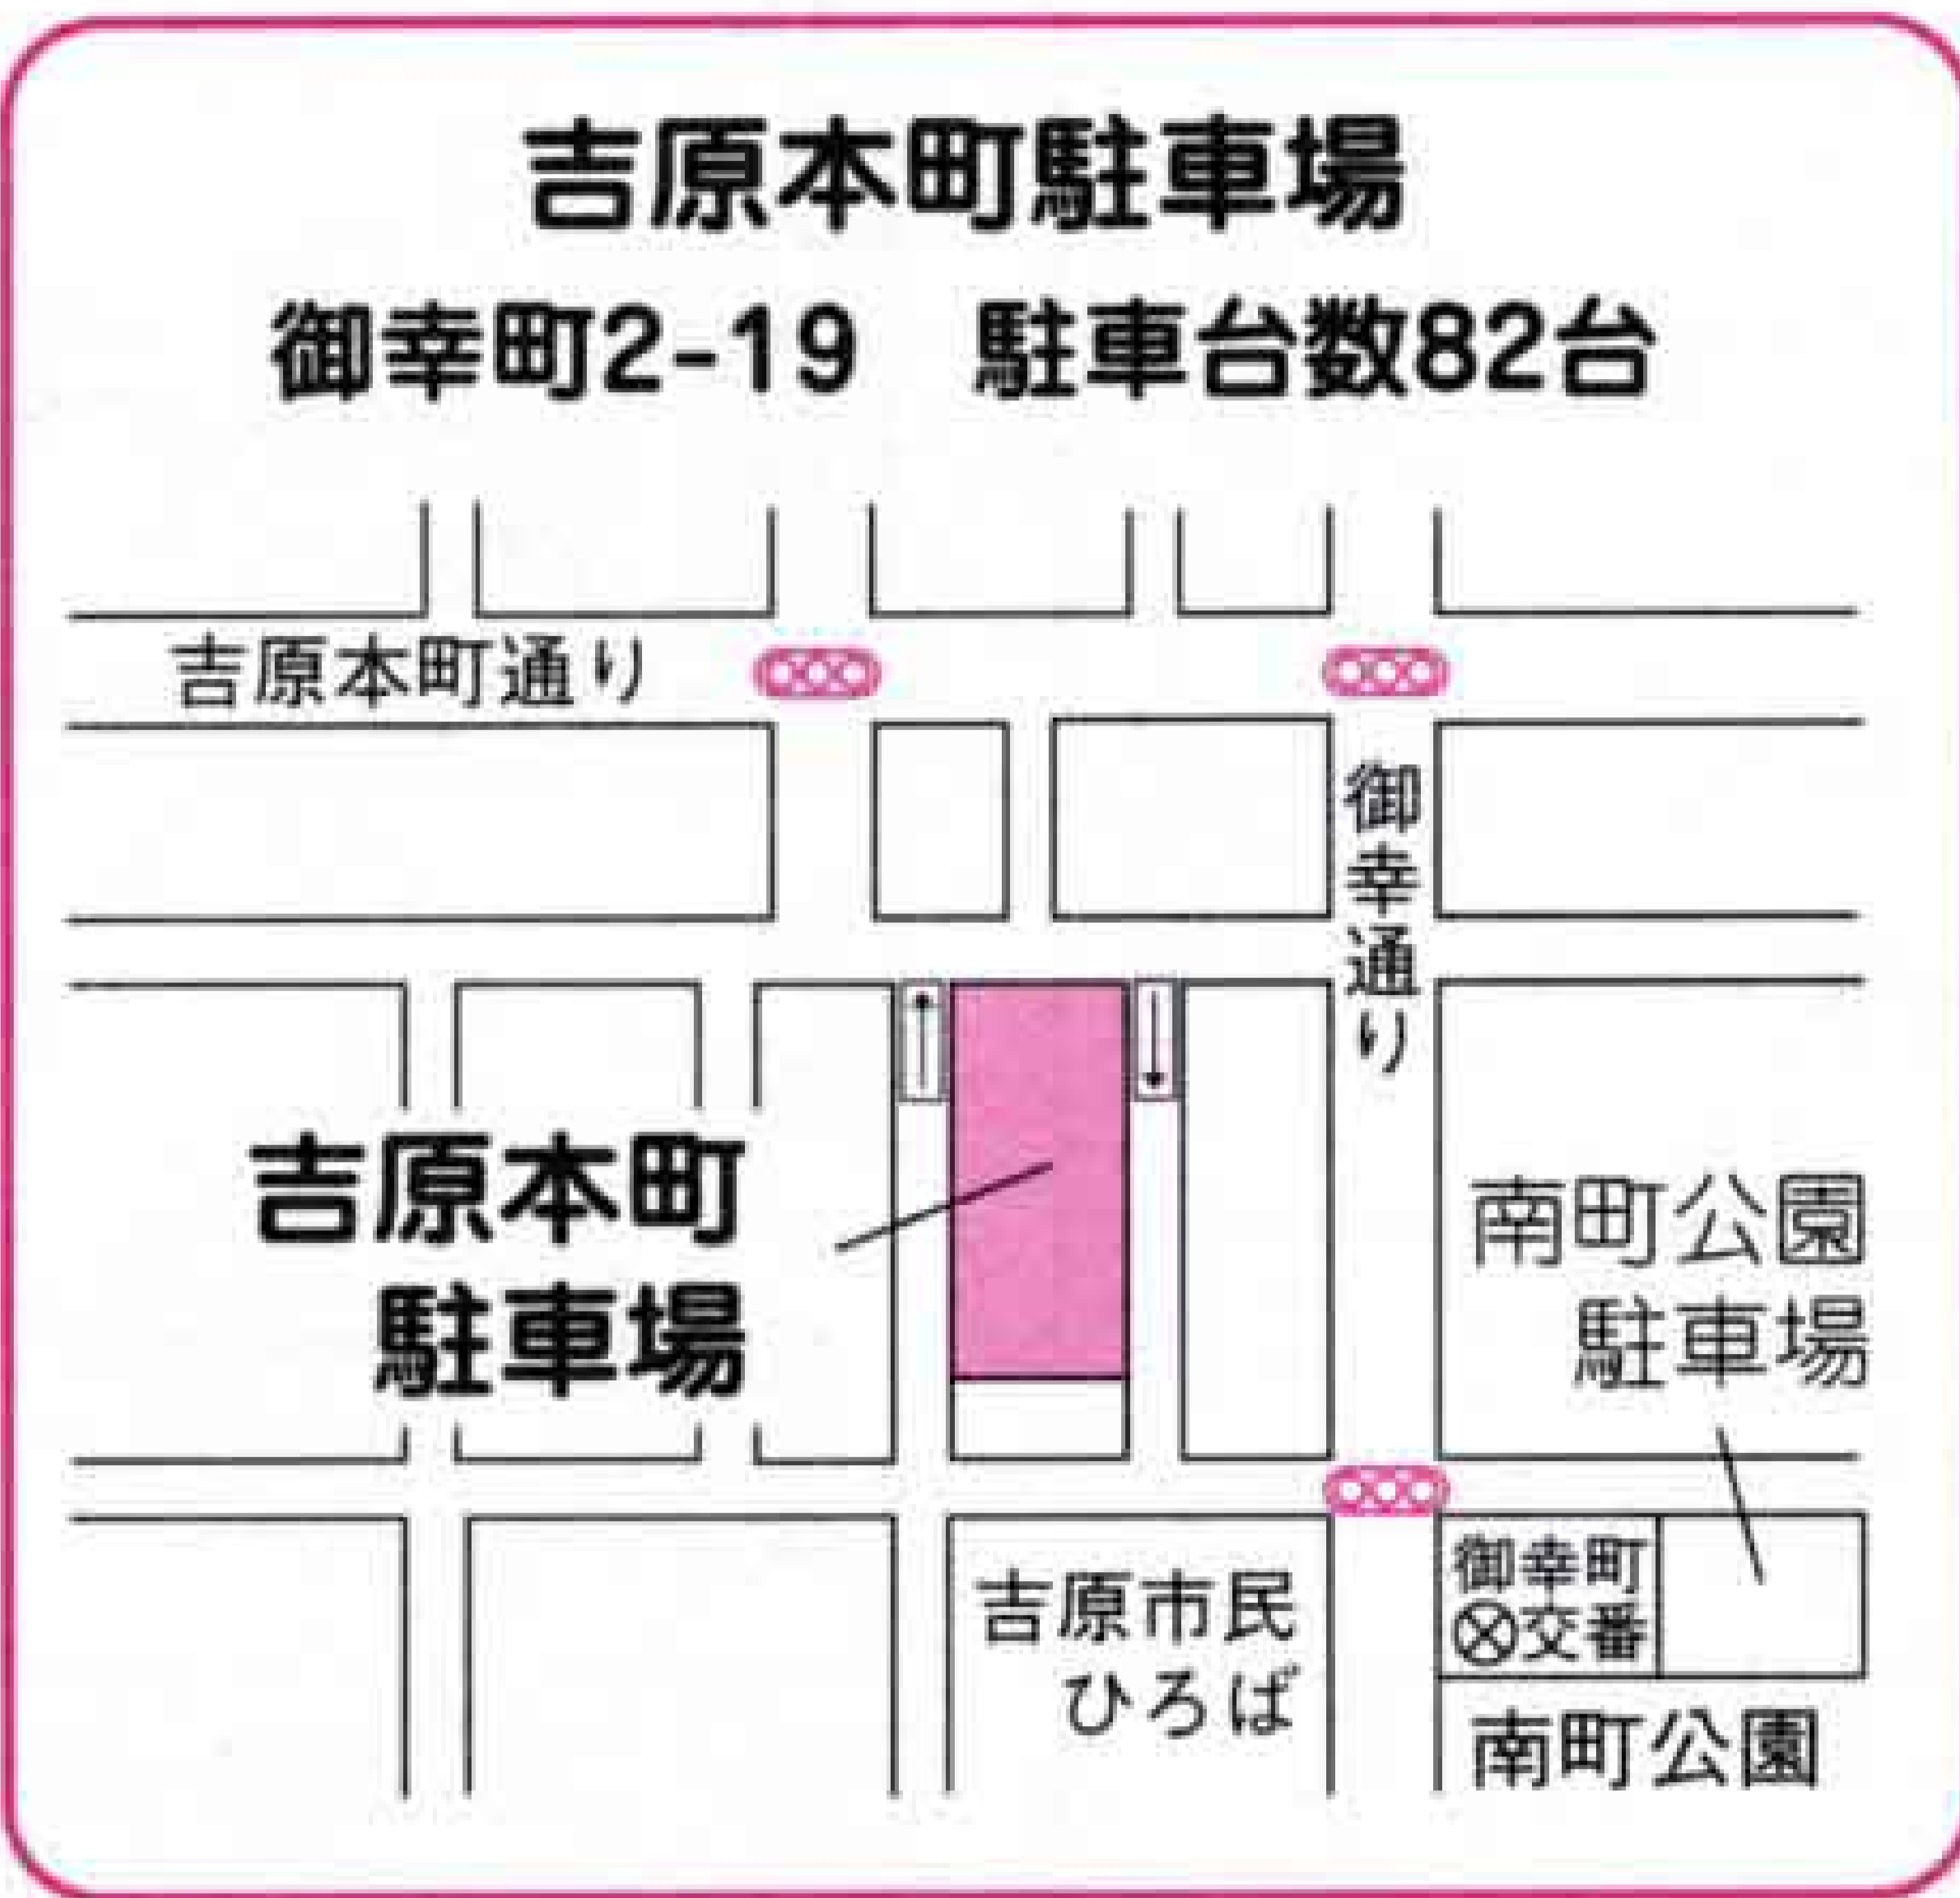 吉原本町駐車場
御幸町2-19　駐車台数82台
吉原本町通り
御幸通り
吉原本町
駐車場
南町公園
駐車場
御幸町
交番
吉原市民
ひろば
南町公園